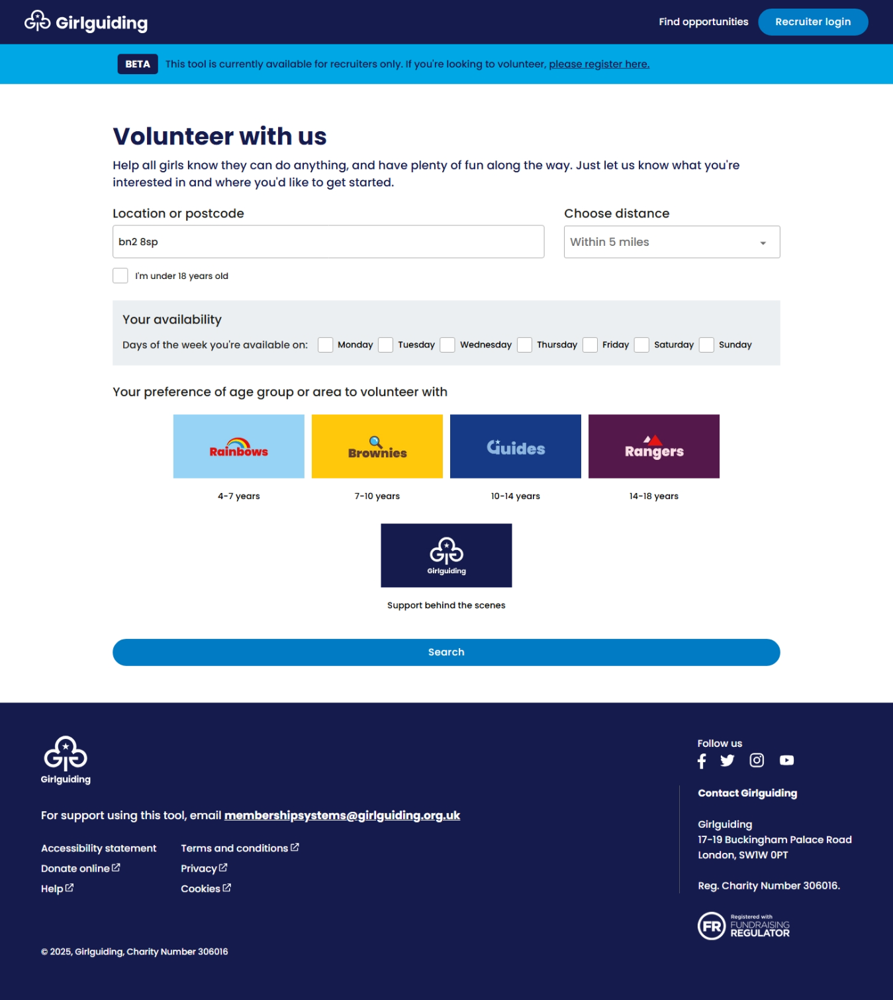 Girlguiding
Find opportunities
Recruiter login
BETA
This tool is currently available for recruiters only. If you're looking to volunteer, please register here.
Volunteer with us
Help all girls know they can do anything, and have plenty of fun along the way. Just let us know what you're
interested in and where you'd like to get started.
Location or postcode
Choose distance
bn2 8sp
Within 5 miles
I'm under 18 years old
Your availability
Days of the week you're available on:
Monday
Tuesday
Wednesday
Thursday
Friday
Saturday
Sunday
Your preference of age group or area to volunteer with
Rainbows
Brownies
Guides
Rangers
4-7 years
7-10 years
10-14 years
14-18 years
Girlguiding
Support behind the scenes
Search
Girlguiding
For support using this tool, email membershipsystems@girlguiding.org.uk
Accessibility statement
Terms and conditions
Donate online
Privacy
Help
Cookies
© 2025, Girlguiding, Charity Number 306016
Follow us
Contact Girlguiding
Girlguiding
17-19 Buckingham Palace Road
London, SW1W 0PT
Reg. Charity Number 306016.
FR
Registered with
FUNDRAISING
REGULATOR